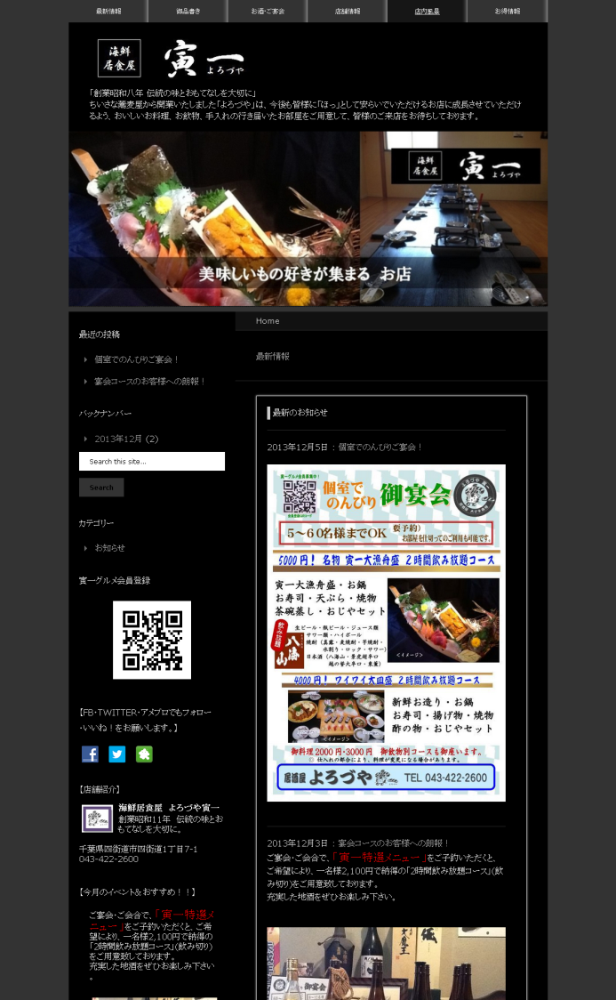 最新情報
御品書き
お酒・ご宴会
店舗情報
店内風景
お得情報
海鮮
居食屋
寅一
よろづや
「創業昭和八年 伝統の味とおもてなしを大切に」
ちいさな蕎麦屋から開業いたしました「よろづや」は、今後も皆様に「ほっ」として安らいでいただけるお店に成長させていただけ
るよう、おいしいお料理、お飲物、手入れの行き届いたお部屋をご用意して、皆様のご来店をお待ちしております。
海鮮
居食屋
寅一
よろづや
美味しいもの好きが集まる お店
最近の投稿
個室でのんびりご宴会！
宴会コースのお客様への朗報！
バックナンバー
2013年12月 (2)
Search this site...
Search
カテゴリー
お知らせ
寅一グルメ会員登録
【FB・TWITTER・アメブロでもフォロー
・いいね！をお願いします。】
【店舗紹介】
海鮮居食屋 よろづや寅一
創業昭和11年 伝統の味とお
もてなしを大切に。
千葉県四街道市四街道1丁目7-1
043-422-2600
【今月のイベント＆おすすめ！！】
ご宴会・ご会合で、「寅一特選メ
ニュー」をご予約いただくと、ご希
望により、一名様2,100円で納得の
「2時間飲み放題コース」(飲み切り)
をご用意致しております。
充実した地酒をぜひお楽しみ下さい
。
Home
最新情報
最新のお知らせ
2013年12月5日 : 個室でのんびりご宴会！
寅一グルメ会員募集中！
個室で
のんびり
御宴会
5～60名様までOK
（要予約）
お部屋を仕切ってのご利用も可能です。
5000円！ 名物 寅一大漁舟盛 2時間飲み放題コース
寅一大漁舟盛・お鍋
お寿司・天ぷら・焼物
茶碗蒸し・おじやセット
飲み放題
八海山
生ビール・瓶ビール・ジュース類
サワー類・ハイボール
焼酎（真露・麦焼酎・芋焼酎・
水割り・ロック・サワー）
日本酒（八海山・景虎超辛口
越の誉大辛口・東薫）
＜イメージ＞
4000円！ ワイワイ大皿盛 2時間飲み放題コース
＜イメージ＞
新鮮お造り・お鍋
お寿司・揚げ物・焼物
酢の物・おじやセット
御料理2000円・3000円 御飲物別コースも御座います。
◎ 仕入れの都合により、料理が変更になる場合があります。
居酒屋 よろづや TEL 043-422-2600
2013年12月3日 : 宴会コースのお客様への朗報！
ご宴会・ご会合で、「寅一特選メニュー」をご予約いただくと、
ご希望により、一名様2,100円で納得の「2時間飲み放題コース」(飲
み切り)をご用意致しております。
充実した地酒をぜひお楽しみ下さい。
御宴会